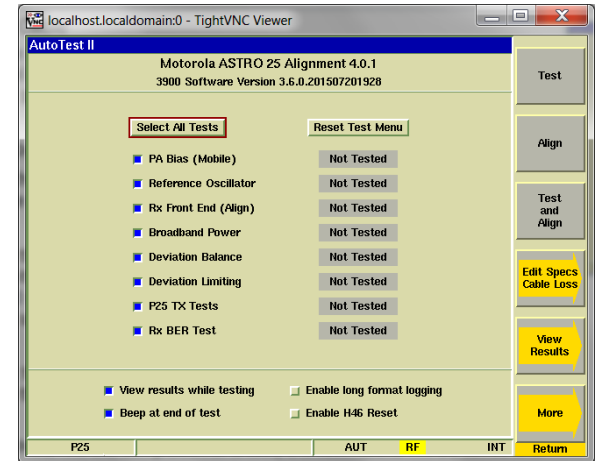 localhost.localdomain:0 - TightVNC Viewer
AutoTest II
Motorola ASTRO 25 Alignment 4.0.1
3900 Software Version 3.6.0.201507201928
Select All Tests
Reset Test Menu
PA Bias (Mobile)
Not Tested
Reference Oscillator
Not Tested
Rx Front End (Align)
Not Tested
Broadband Power
Not Tested
Deviation Balance
Not Tested
Deviation Limiting
Not Tested
P25 TX Tests
Not Tested
Rx BER Test
Not Tested
View results while testing
Enable long format logging
Beep at end of test
Enable H46 Reset
P25
AUT
RF
INT
Test
Align
Test
and
Align
Edit Specs
Cable Loss
View
Results
More
Return